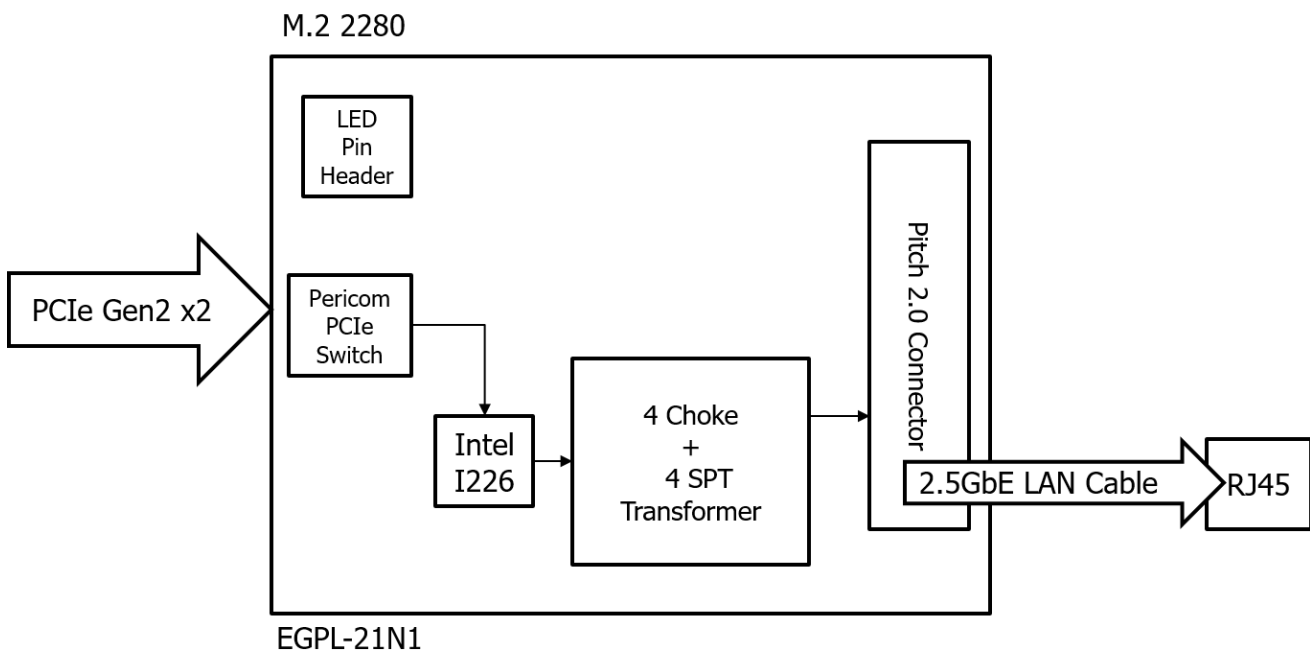 M.2 2280
LED
Pin
Header
PCIe Gen2 x2
Pericom
PCIe
Switch
Intel
I226
4 Choke
+
4 SPT
Transformer
Pitch 2.0 Connector
2.5GbE LAN Cable
RJ45
EGPL-21N1